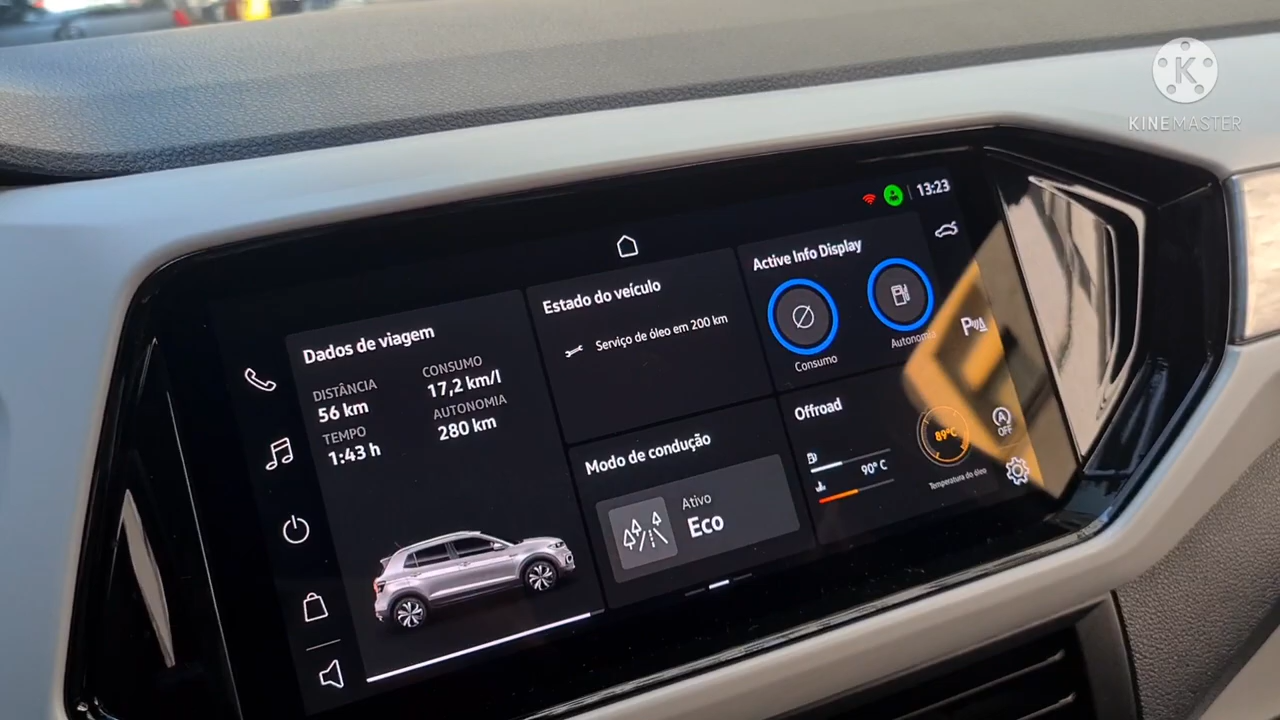 K
KINEMASTER
13:23
Dados de viagem
DISTÂNCIA
56 km
TEMPO
1:43 h
CONSUMO
17,2 km/l
AUTONOMIA
280 km
Estado do veículo
Serviço de óleo em 200 km
Modo de condução
Ativo
Eco
Active Info Display
Consumo
Autonomia
Offroad
90° C
89°C
Temperatura do óleo
A
OFF